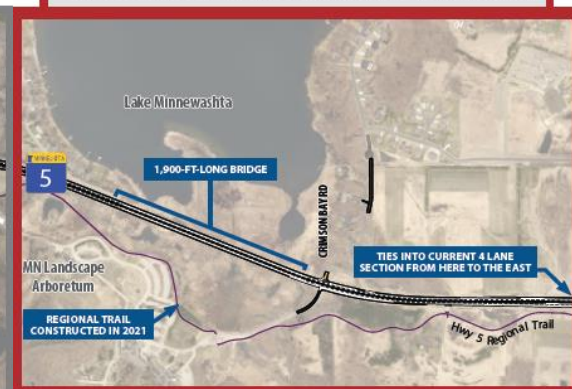 Lake Minnewashta
MINNESOTA
5
1,900-FT-LONG BRIDGE
CRIMSON BAY RD
TIES INTO CURRENT 4 LANE
SECTION FROM HERE TO THE EAST
MN Landscape
Arboretum
REGIONAL TRAIL
CONSTRUCTED IN 2021
Hwy 5 Regional Trail